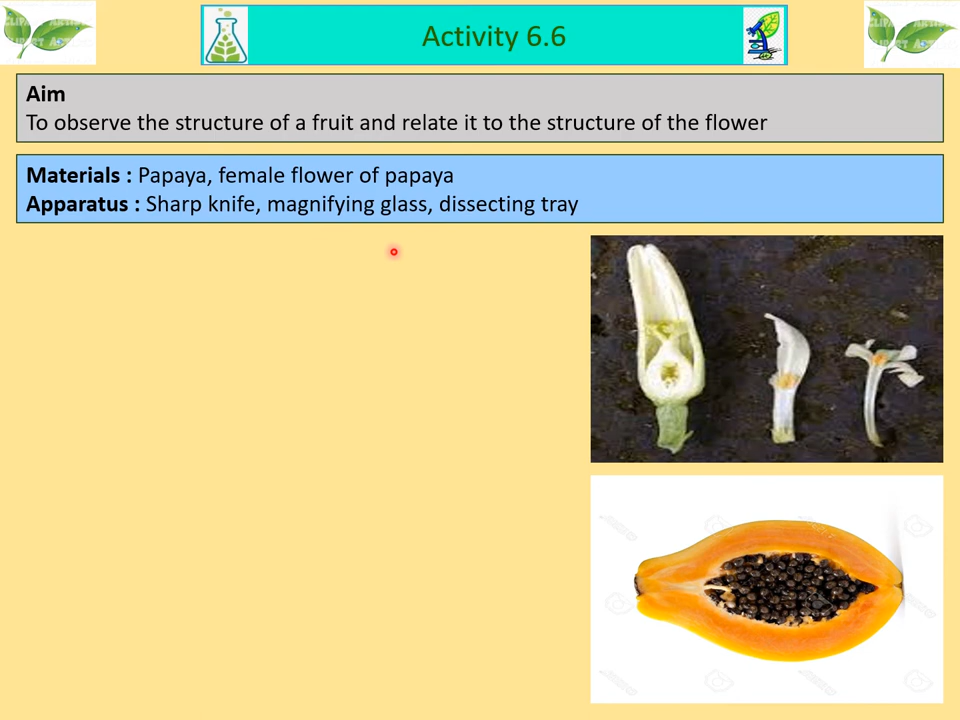 Activity 6.6
Aim
To observe the structure of a fruit and relate it to the structure of the flower
Materials : Papaya, female flower of papaya
Apparatus : Sharp knife, magnifying glass, dissecting tray